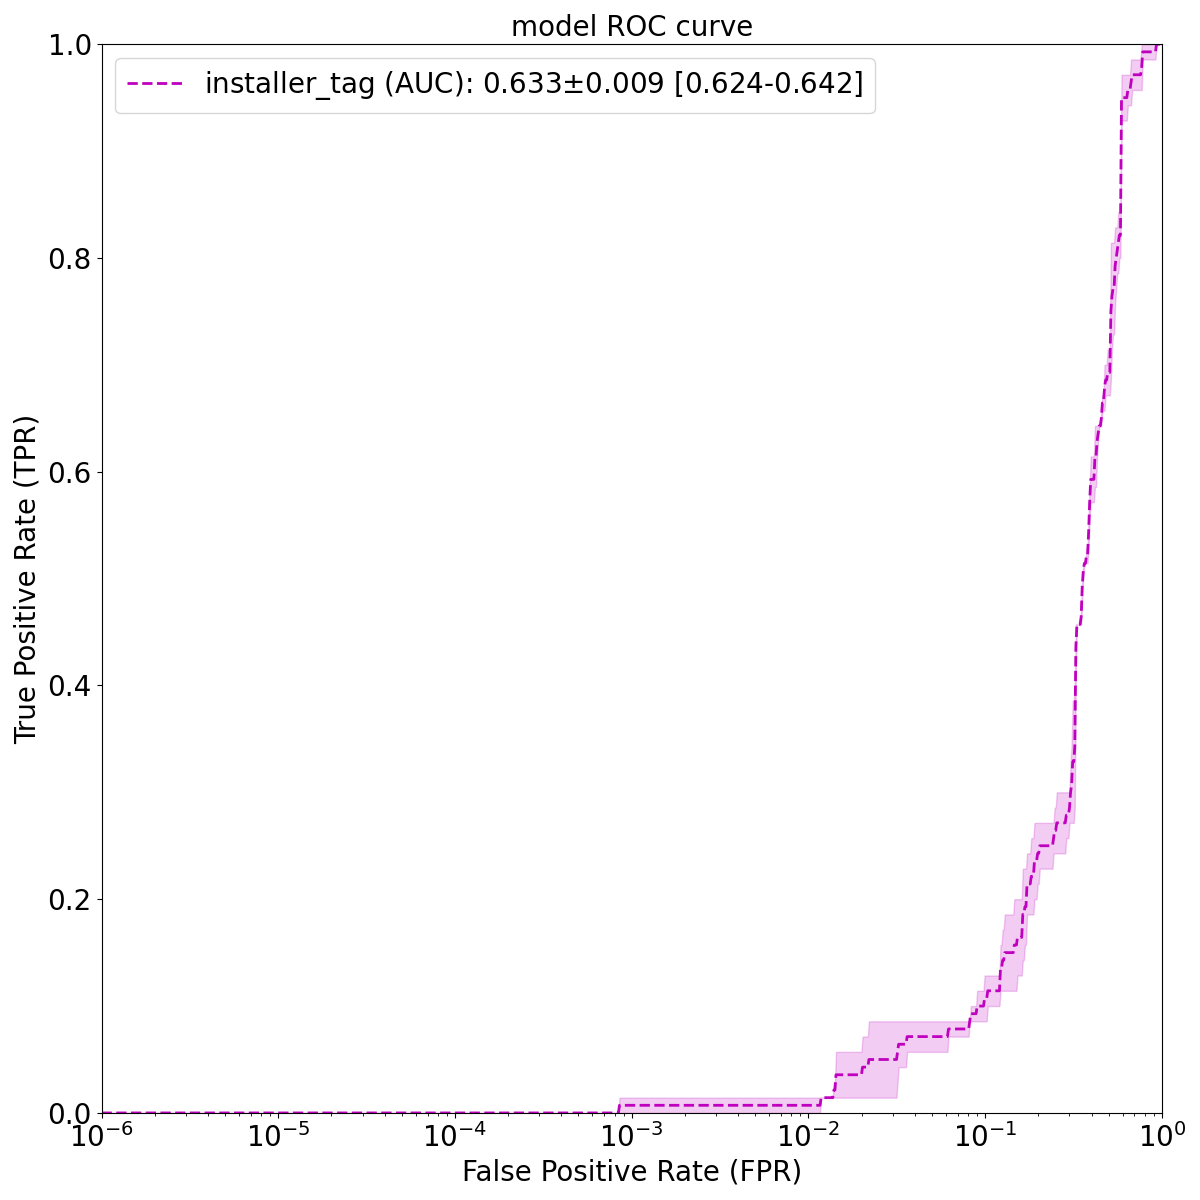 model ROC curve
installer_tag (AUC): 0.633±0.009 [0.624-0.642]
1.0
0.8
0.6
0.4
0.2
0.0
True Positive Rate (TPR)
10⁻⁶ 10⁻⁵ 10⁻⁴ 10⁻³ 10⁻² 10⁻¹ 10⁰
False Positive Rate (FPR)